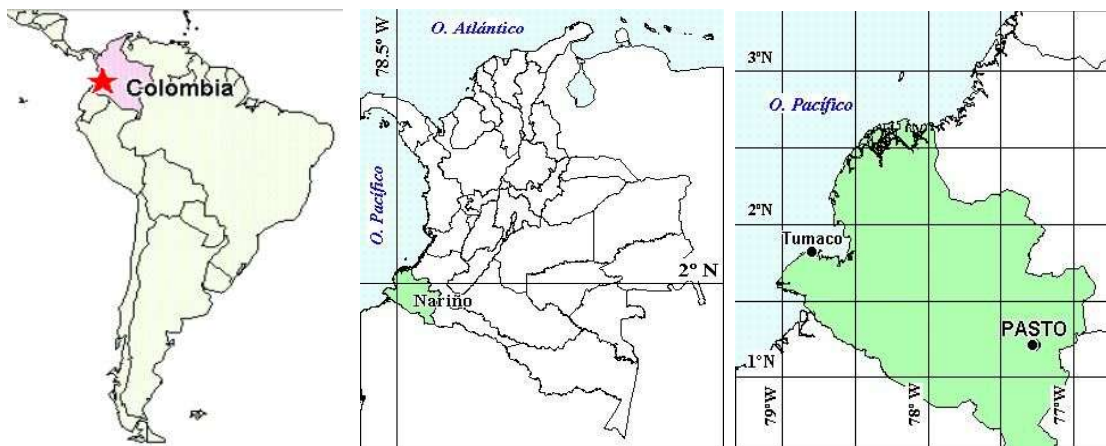 Colombia
78.5° W
O. Atlántico
O. Pacífico
2° N
Nariño
3°N
O. Pacífico
2°N
Tumaco
PASTO
1°N
79°W
78°W
77°W